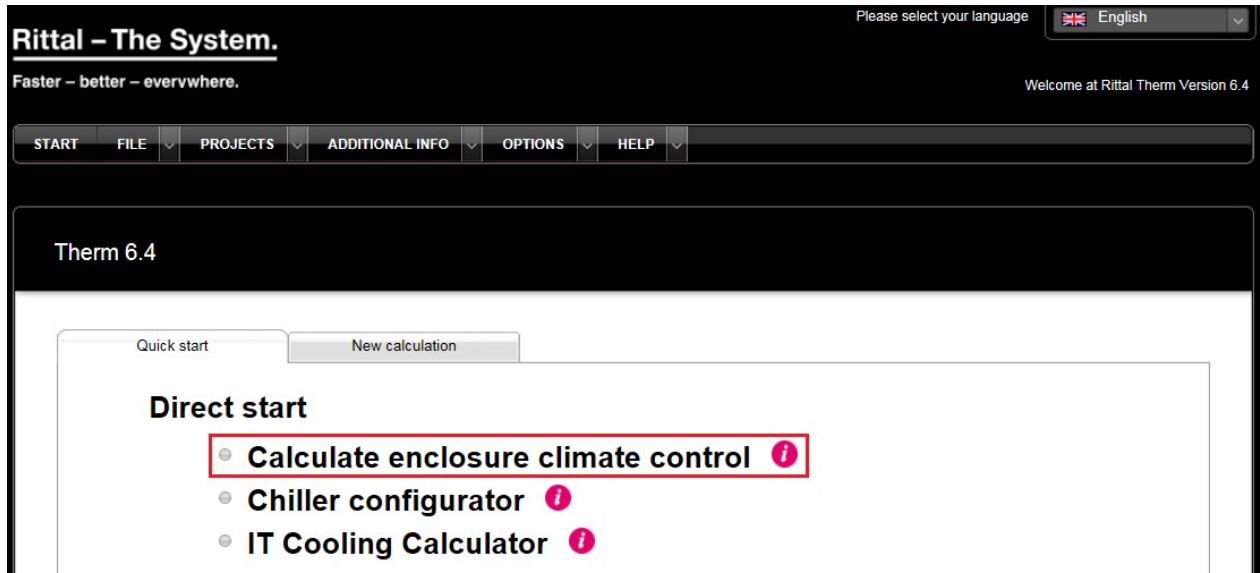 Please select your language
English
Rittal – The System.
Faster – better – everywhere.
Welcome at Rittal Therm Version 6.4
START FILE PROJECTS ADDITIONAL INFO OPTIONS HELP
Therm 6.4
Quick start New calculation
Direct start
Calculate enclosure climate control i
Chiller configurator i
IT Cooling Calculator i